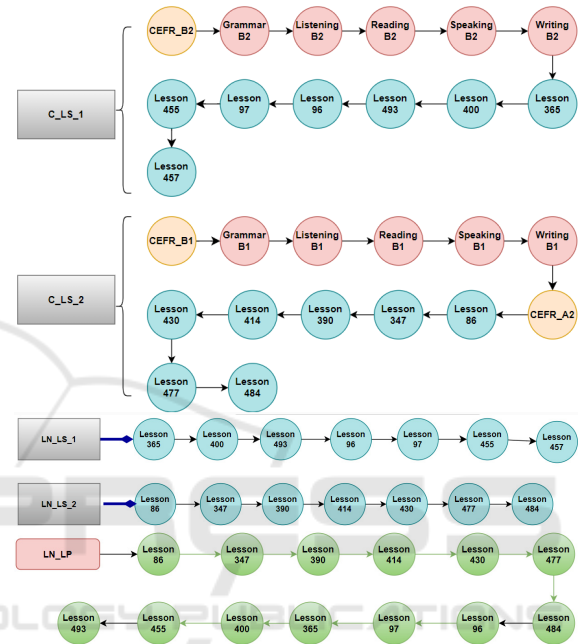 CEFR_B2
Grammar
B2
Listening
B2
Reading
B2
Speaking
B2
Writing
B2
C_LS_1
Lesson
455
Lesson
97
Lesson
96
Lesson
493
Lesson
400
Lesson
365
Lesson
457
CEFR_B1
Grammar
B1
Listening
B1
Reading
B1
Speaking
B1
Writing
B1
C_LS_2
Lesson
430
Lesson
414
Lesson
390
Lesson
347
Lesson
86
CEFR_A2
Lesson
477
Lesson
484
LN_LS_1
Lesson
365
Lesson
400
Lesson
493
Lesson
96
Lesson
97
Lesson
455
Lesson
457
LN_LS_2
Lesson
86
Lesson
347
Lesson
390
Lesson
414
Lesson
430
Lesson
477
Lesson
484
LN_LP
Lesson
86
Lesson
347
Lesson
390
Lesson
414
Lesson
430
Lesson
477
Lesson
493
Lesson
455
Lesson
400
Lesson
365
Lesson
97
Lesson
96
Lesson
484